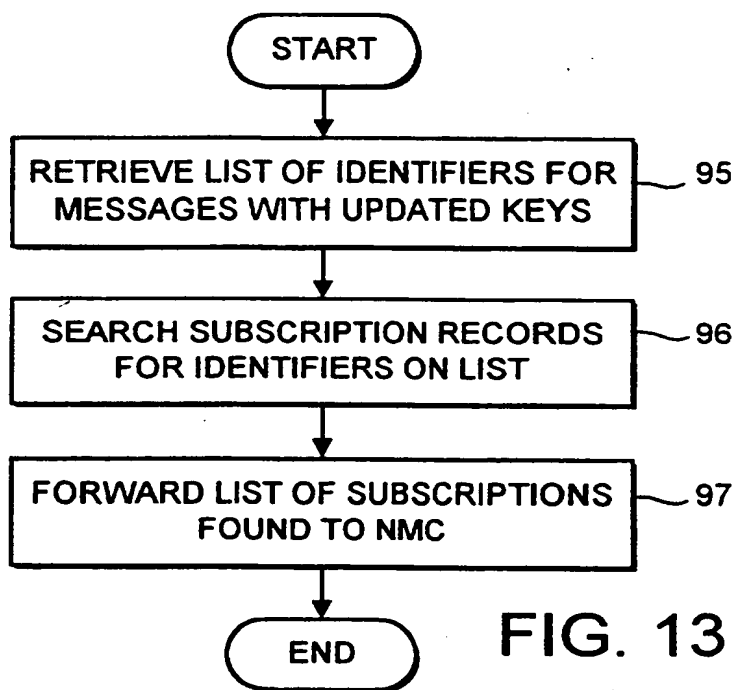 START
RETRIEVE LIST OF IDENTIFIERS FOR
MESSAGES WITH UPDATED KEYS
95
SEARCH SUBSCRIPTION RECORDS
FOR IDENTIFIERS ON LIST
96
FORWARD LIST OF SUBSCRIPTIONS
FOUND TO NMC
97
END
FIG. 13